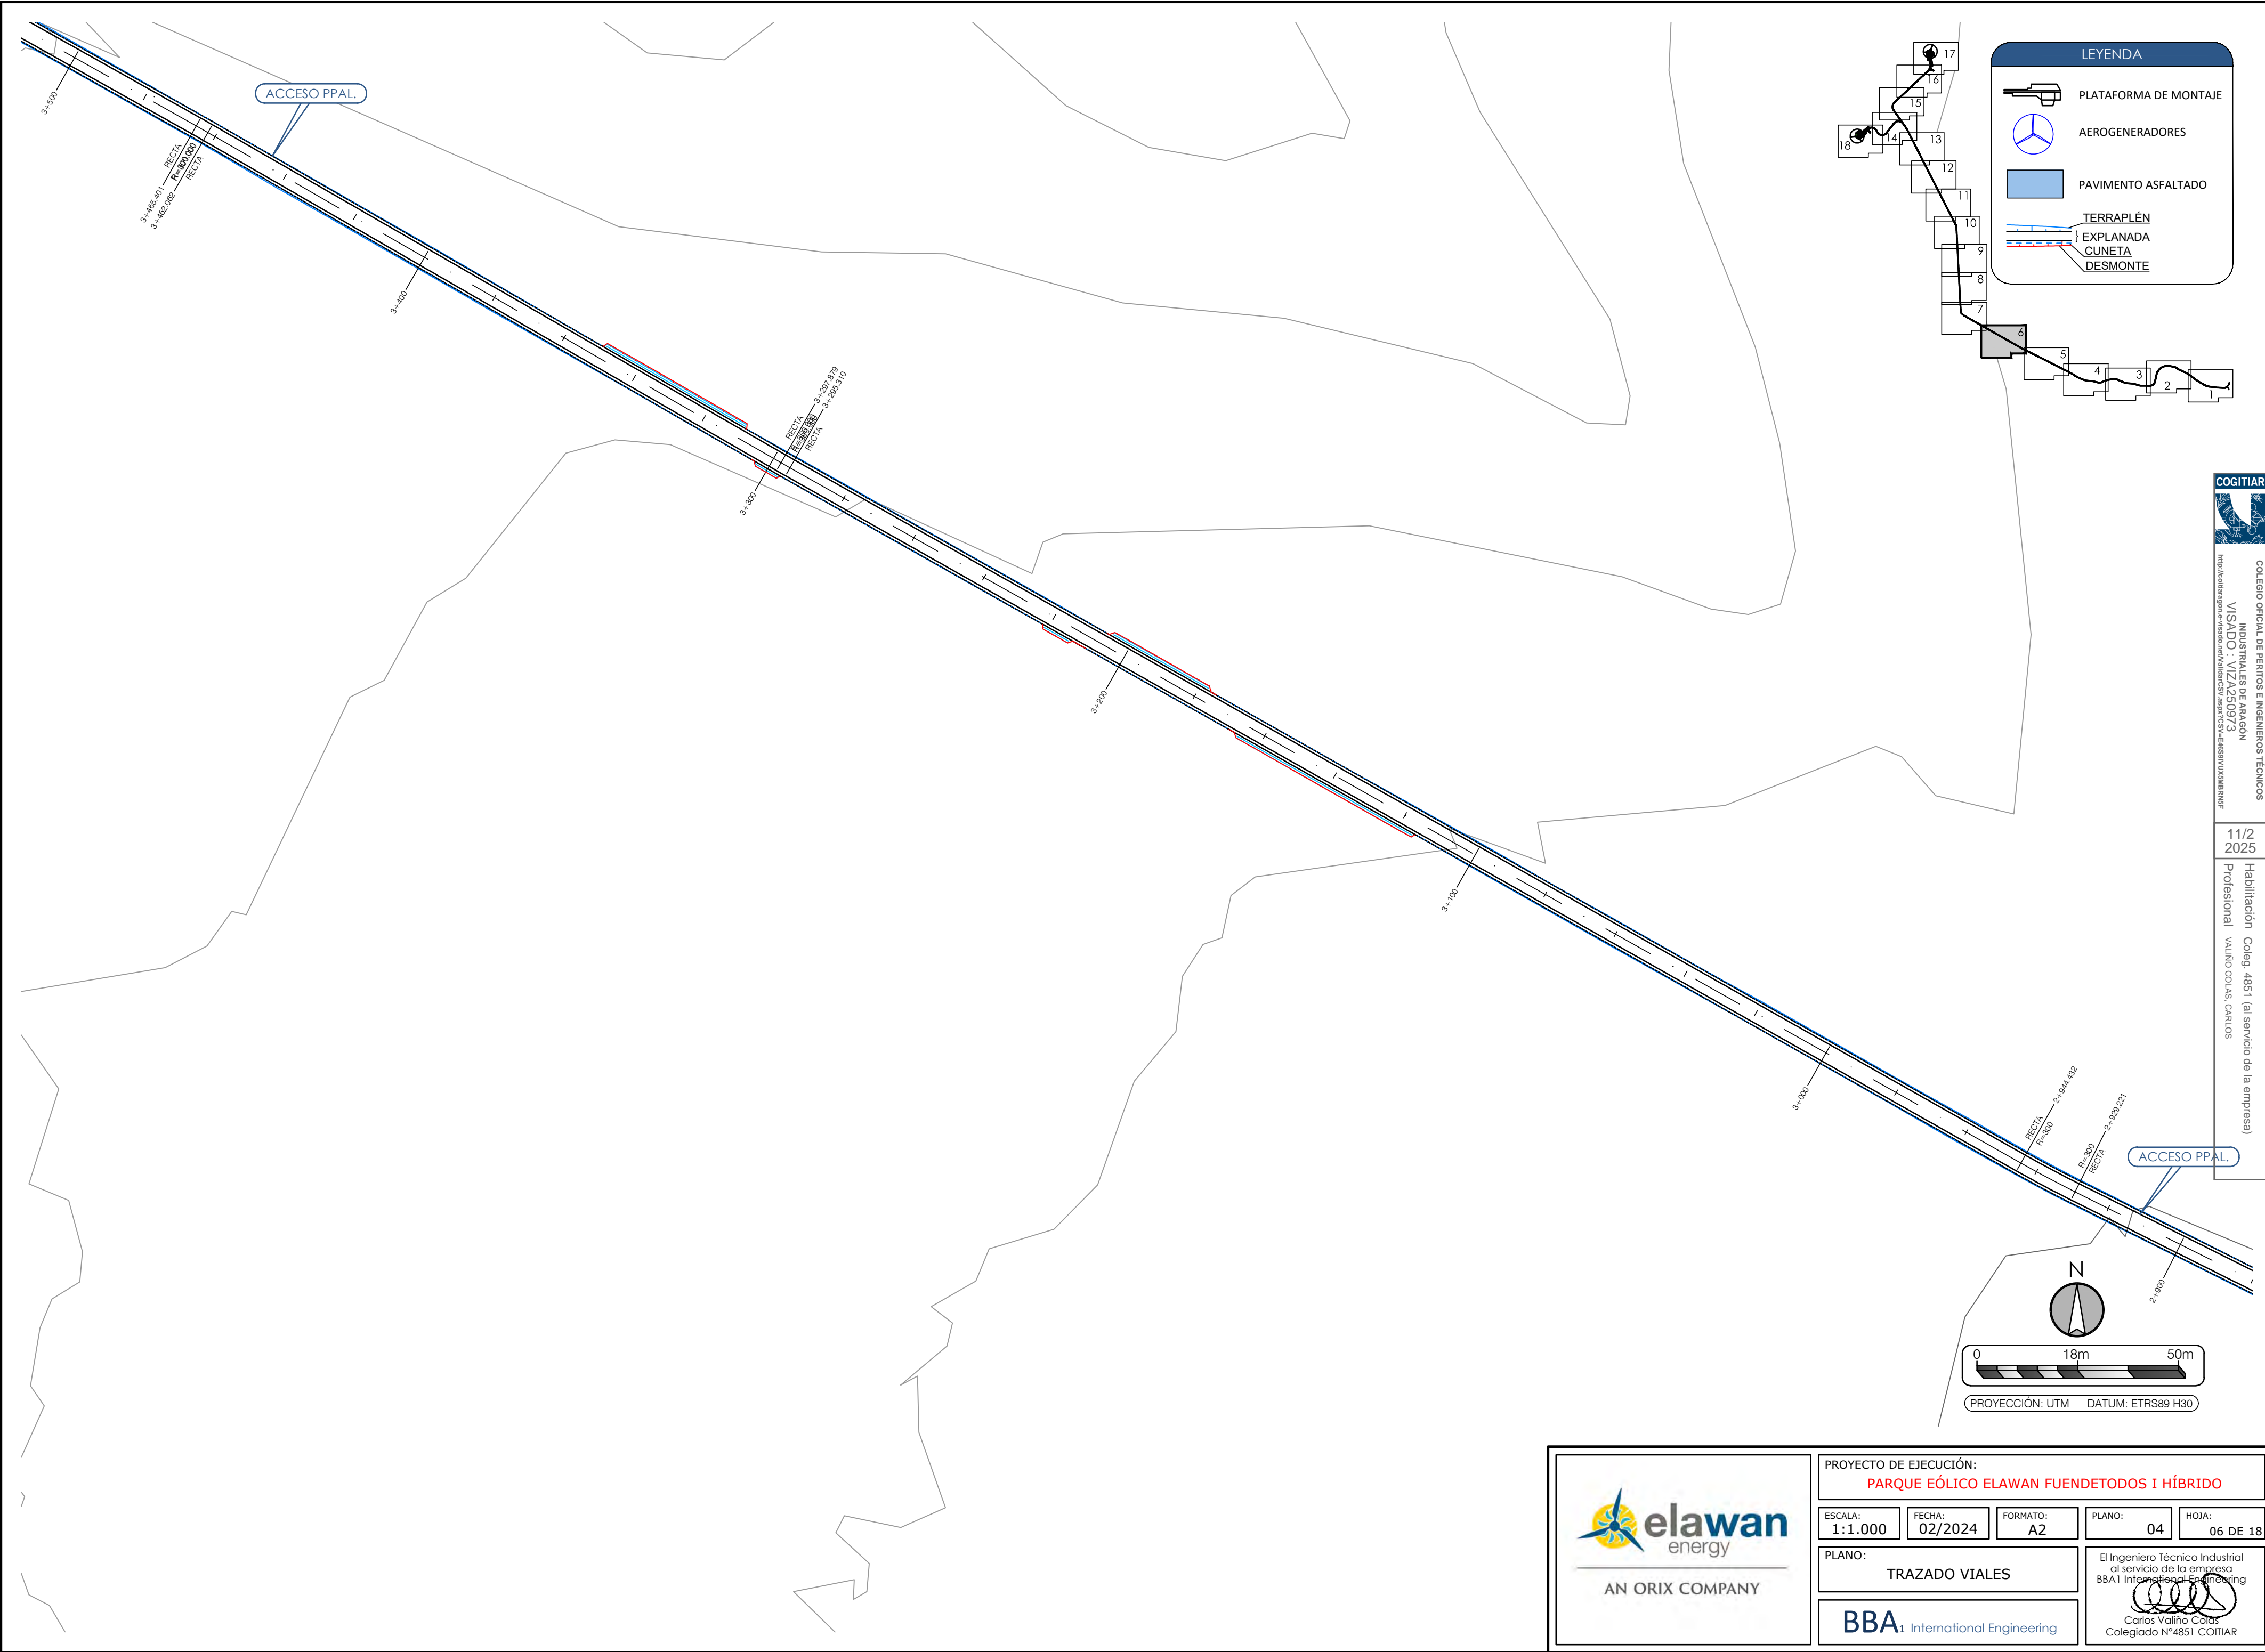 ACCESO PPAL.
3+500
RECTA
R=300.000
RECTA
3+465.401
3+462.062
3+400
RECTA
RECTA
3+297.879
3+295.310
3+300
3+200
3+100
3+000
RECTA
R=300
2+944.432
R=300
RECTA
2+929.221
ACCESO PPAL.
2+900
17
16
15
14
18
13
12
11
10
9
8
7
6
5
4
3
2
1
LEYENDA
PLATAFORMA DE MONTAJE
AEROGENERADORES
PAVIMENTO ASFALTADO
TERRAPLÉN
EXPLANADA
CUNETA
DESMONTE
COGITIAR
COLEGIO OFICIAL DE PERITOS E INGENIEROS TÉCNICOS
INDUSTRIALES DE ARAGÓN
VISADO : VIZA250973
11/2
2025
Habilitación Coleg. 4851 (al servicio de la empresa)
Profesional VALIÑO COLAS, CARLOS
N
0 18m 50m
PROYECCIÓN: UTM DATUM: ETRS89 H30
elawan
energy
AN ORIX COMPANY
PROYECTO DE EJECUCIÓN:
PARQUE EÓLICO ELAWAN FUENDETODOS I HÍBRIDO
ESCALA:
1:1.000
FECHA:
02/2024
FORMATO:
A2
PLANO:
04
HOJA:
06 DE 18
PLANO:
TRAZADO VIALES
BBA1 International Engineering
El Ingeniero Técnico Industrial
al servicio de la empresa
BBA1 International Engineering
Carlos Valiño Colás
Colegiado Nº4851 COITIAR